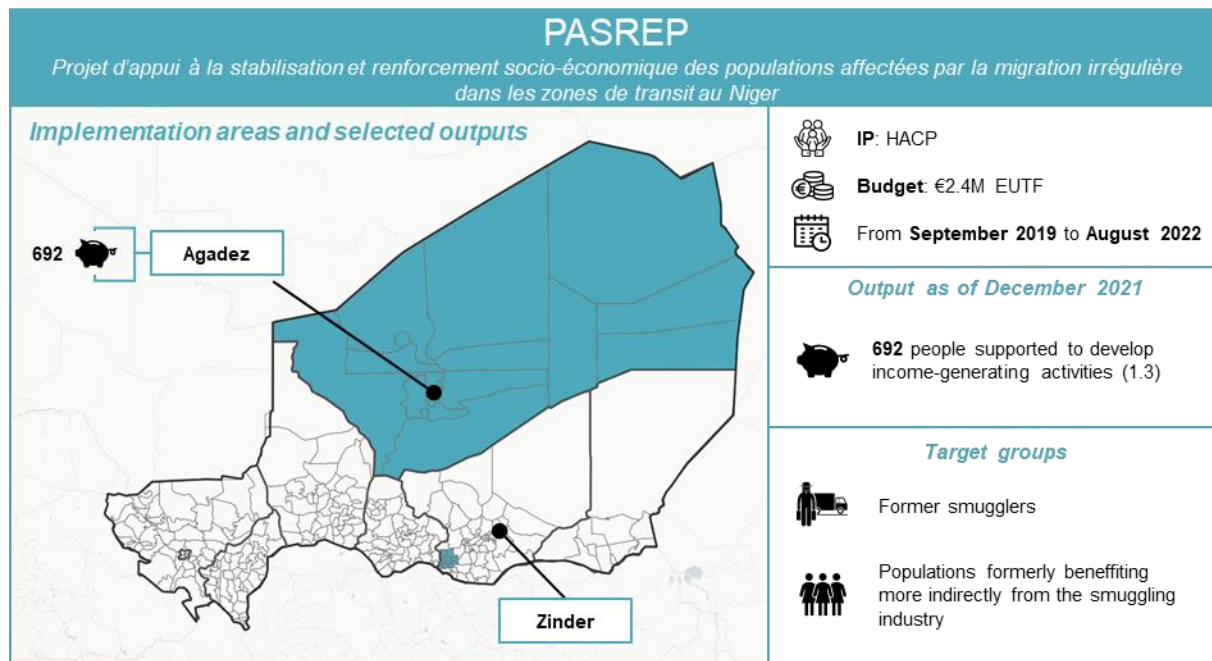 PASREP
Projet d'appui à la stabilisation et renforcement socio-économique des populations affectées par la migration irrégulière
dans les zones de transit au Niger
Implementation areas and selected outputs
692
Agadez
Zinder
IP: HACP
Budget: €2.4M EUTF
From September 2019 to August 2022
Output as of December 2021
692 people supported to develop
income-generating activities (1.3)
Target groups
Former smugglers
Populations formerly beneffiting
more indirectly from the smuggling
industry